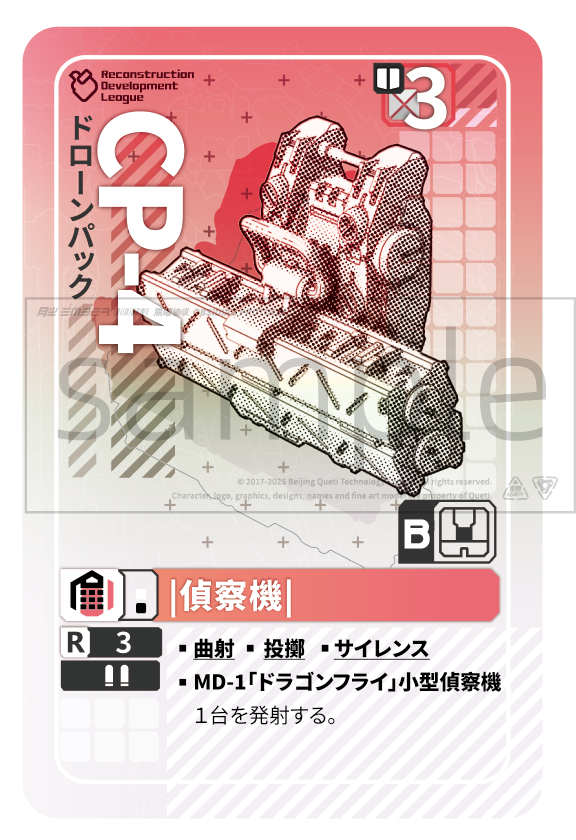 Reconstruction
Development
League
3
ドローンパック
CP-4
sample
© 2017-2025 Beijing Queti Technology
rights reserved.
Character, logo, graphics, designs, names and fine art
property of Queti.
B
|偵察機|
R 3
▪ 曲射 ▪ 投擲 ▪ サイレンス
▪ MD-1「ドラゴンフライ」小型偵察機
1台を発射する。